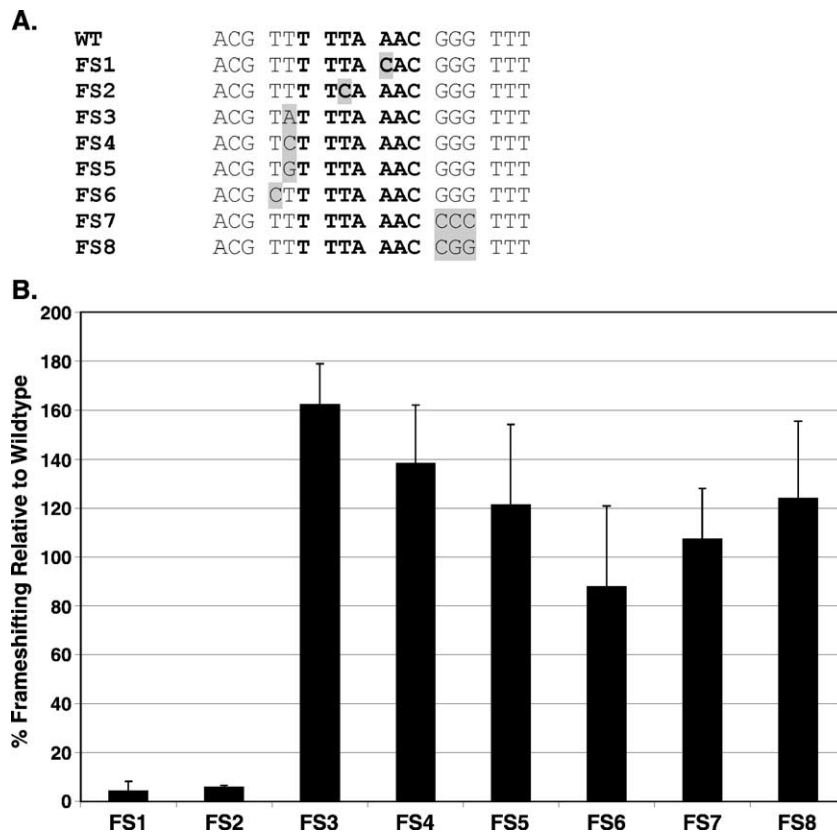 A.
WT ACG TTT TTA AAC GGG TTT
FS1 ACG TTT TTA CAC GGG TTT
FS2 ACG TTT TCA AAC GGG TTT
FS3 ACG TAT TTA AAC GGG TTT
FS4 ACG TCT TTA AAC GGG TTT
FS5 ACG TGT TTA AAC GGG TTT
FS6 ACG CTT TTA AAC GGG TTT
FS7 ACG TTT TTA AAC CCC TTT
FS8 ACG TTT TTA AAC CGG TTT
B.
% Frameshifting Relative to Wildtype
200
180
160
140
120
100
80
60
40
20
0
FS1 FS2 FS3 FS4 FS5 FS6 FS7 FS8